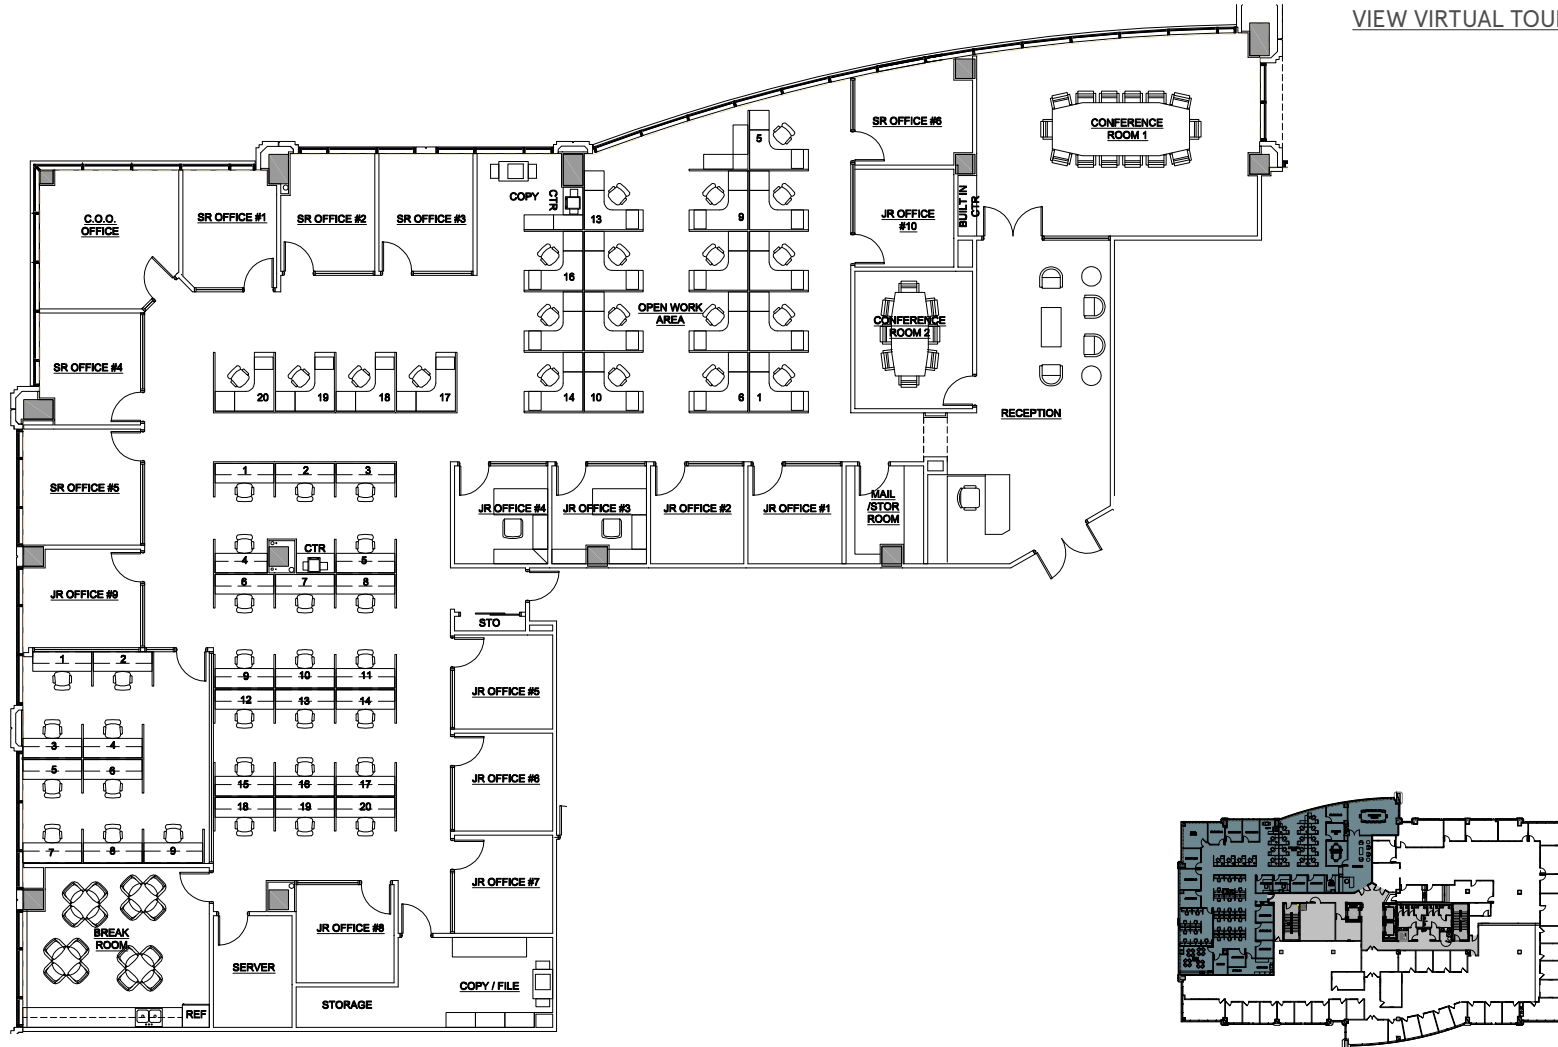 VIEW VIRTUAL TOU
SR OFFICE #6
CONFERENCE
ROOM 1
5
COPY
CTR
C.O.O.
OFFICE
SR OFFICE #1
SR OFFICE #2
SR OFFICE #3
13
9
JR OFFICE
#10
BUILT IN
CTR
16
OPEN WORK
AREA
CONFERENCE
ROOM 2
SR OFFICE #4
20
19
18
17
14
10
6
1
RECEPTION
1
2
3
SR OFFICE #5
JR OFFICE #4
JR OFFICE #3
JR OFFICE #2
JR OFFICE #1
MAIL
/STOR
ROOM
4
CTR
5
6
7
8
JR OFFICE #9
STO
1
2
9
10
11
JR OFFICE #5
12
13
14
3
4
5
6
15
16
17
JR OFFICE #6
18
19
20
7
8
9
JR OFFICE #7
BREAK
ROOM
JR OFFICE #8
SERVER
COPY / FILE
STORAGE
REF